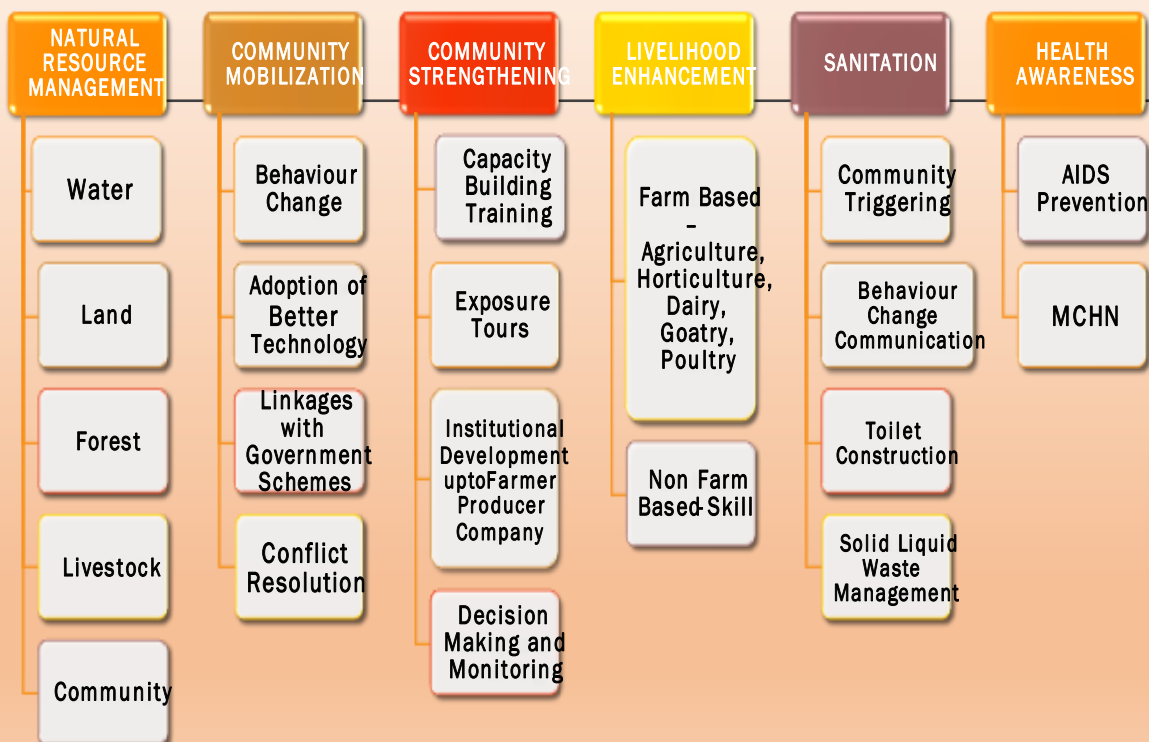 NATURAL
RESOURCE
MANAGEMENT
Water
Land
Forest
Livestock
Community
COMMUNITY
MOBILIZATION
Behaviour
Change
Adoption of
Better
Technology
Linkages
with
Government
Schemes
Conflict
Resolution
COMMUNITY
STRENGTHENING
Capacity
Building
Training
Exposure
Tours
Institutional
Development
uptoFarmer
Producer
Company
Decision
Making and
Monitoring
LIVELIHOOD
ENHANCEMENT
Farm Based
–
Agriculture,
Horticulture,
Dairy,
Goatry,
Poultry
Non Farm
Based-Skill
SANITATION
Community
Triggering
Behaviour
Change
Communication
Toilet
Construction
Solid Liquid
Waste
Management
HEALTH
AWARENESS
AIDS
Prevention
MCHN